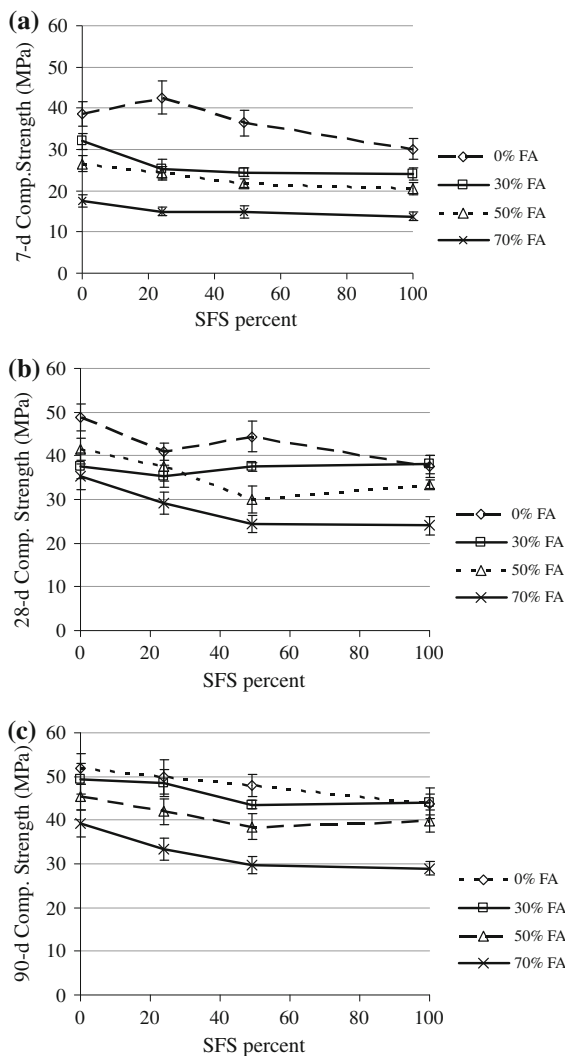 (a)
60
50
40
30
20
10
0
7-d Comp.Strength (MPa)
0 20 40 60 80 100
SFS percent
0% FA
30% FA
50% FA
70% FA
(b)
60
50
40
30
20
10
0
28-d Comp. Strength (MPa)
0 20 40 60 80 100
SFS percent
0% FA
30% FA
50% FA
70% FA
(c)
60
50
40
30
20
10
0
90-d Comp. Strength (MPa)
0 20 40 60 80 100
SFS percent
0% FA
30% FA
50% FA
70% FA